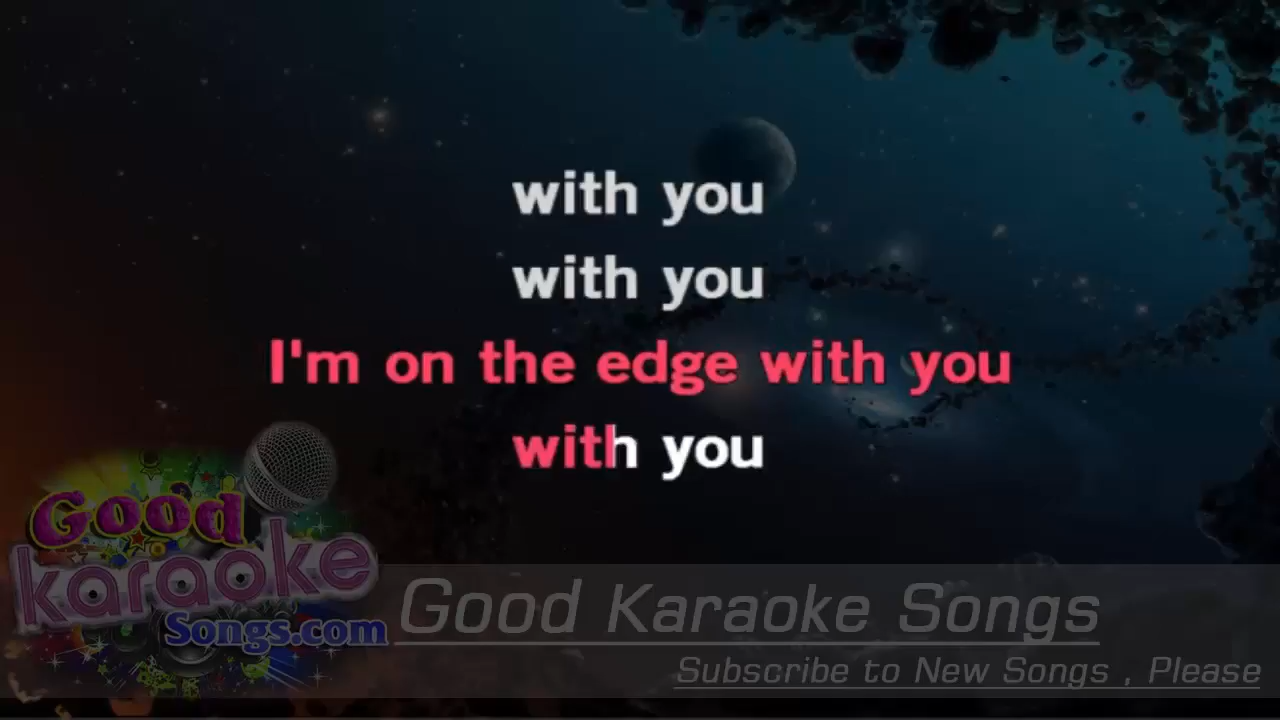 with you
with you
I'm on the edge with you
with you
Good
karaoke
Songs.com
Good Karaoke Songs
Subscribe to New Songs , Please